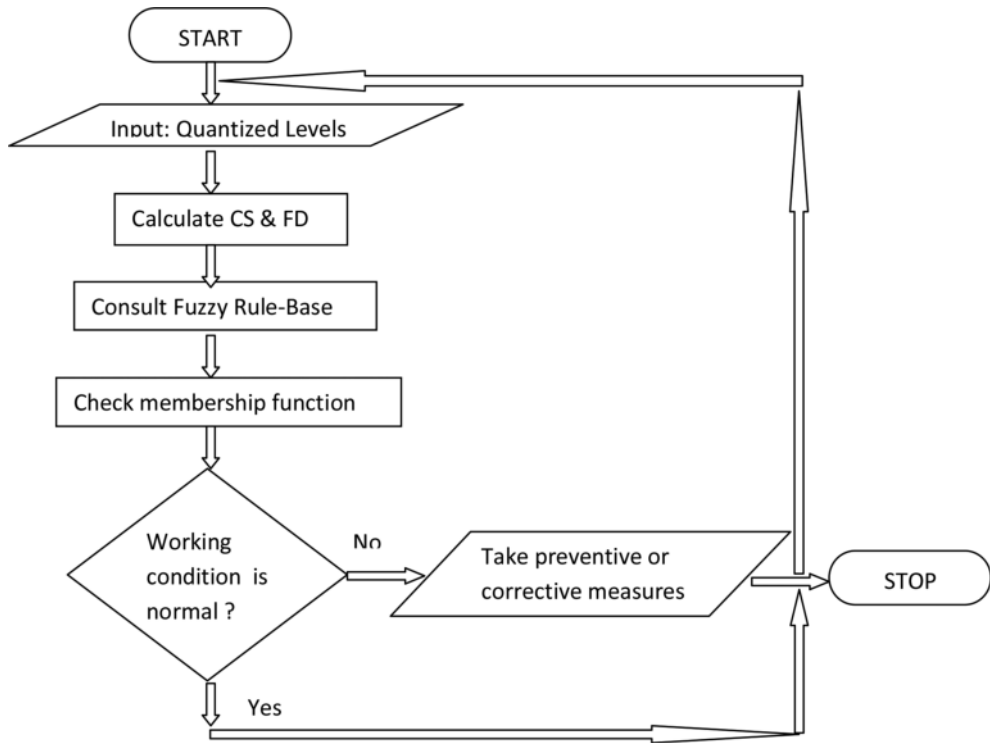 START
Input: Quantized Levels
Calculate CS & FD
Consult Fuzzy Rule-Base
Check membership function
Working
condition is
normal ?
No
Take preventive or
corrective measures
STOP
Yes